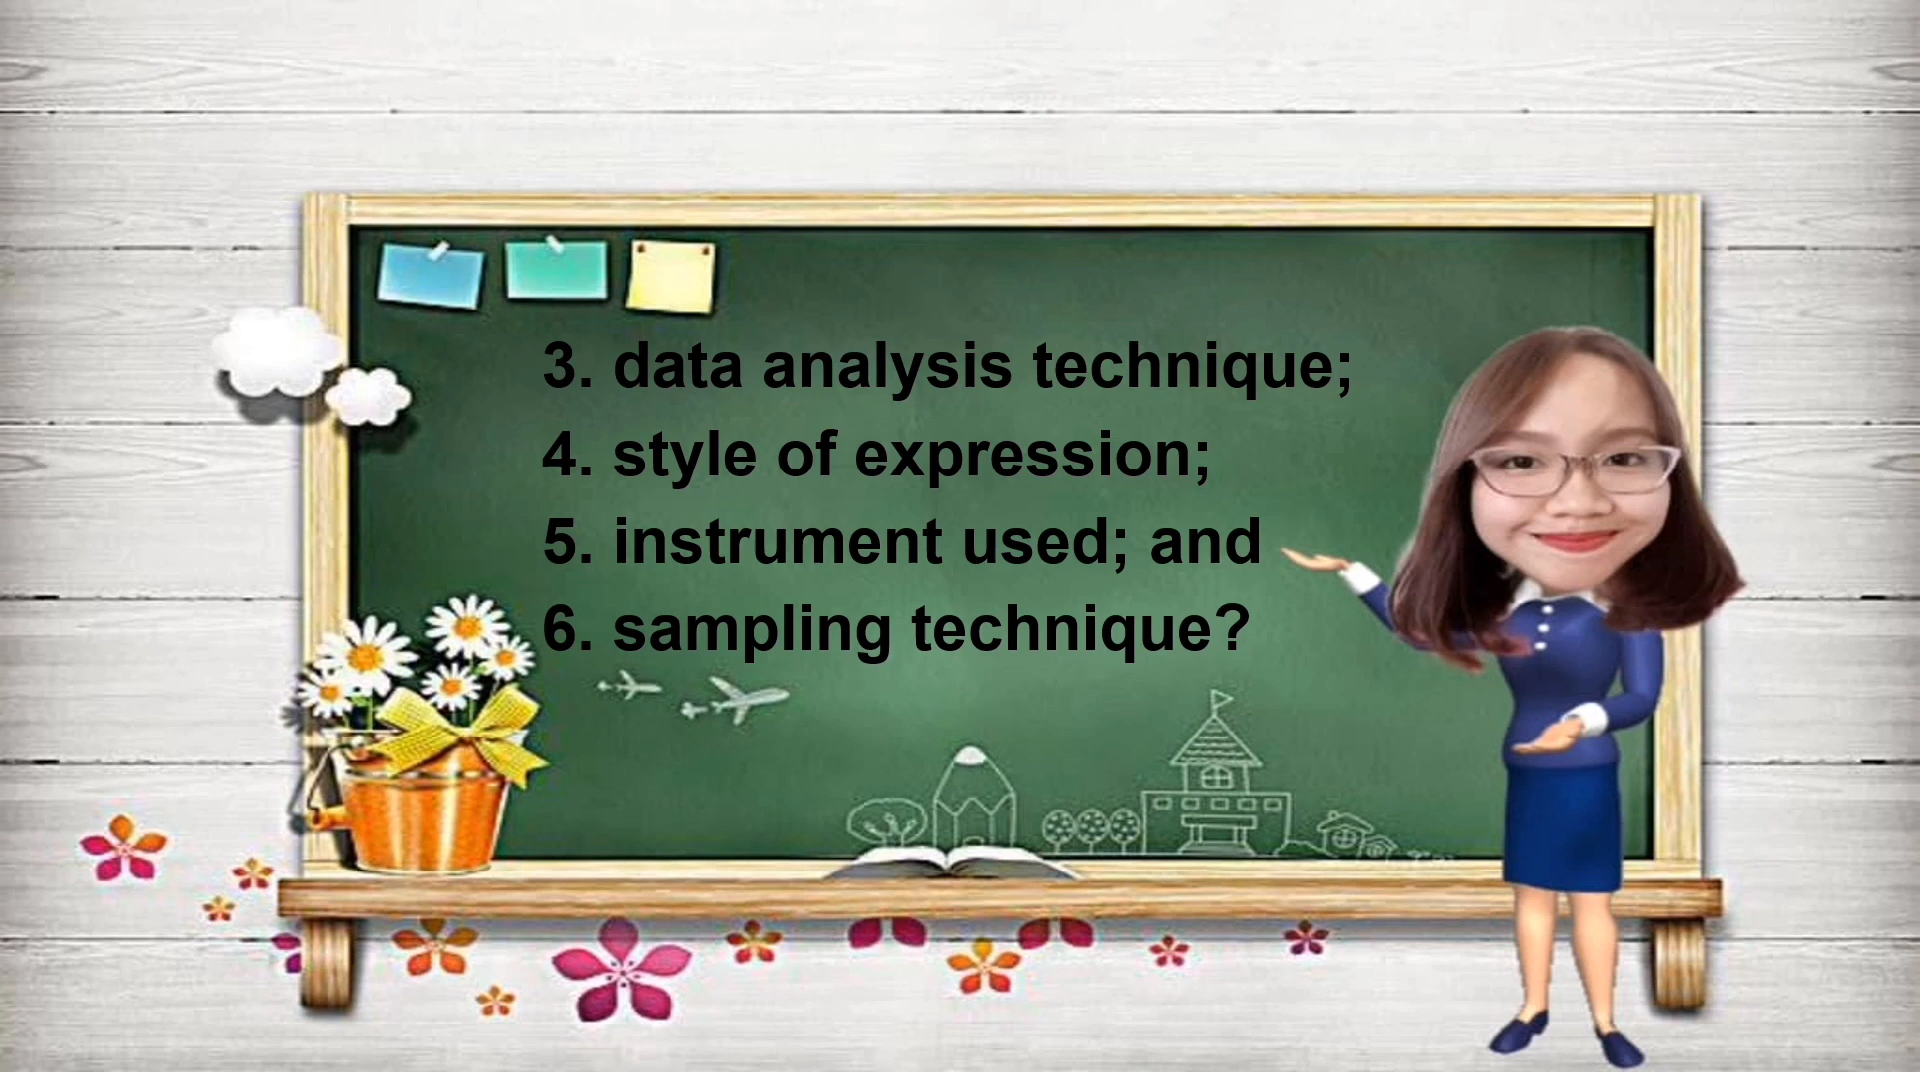 3. data analysis technique;
4. style of expression;
5. instrument used; and
6. sampling technique?